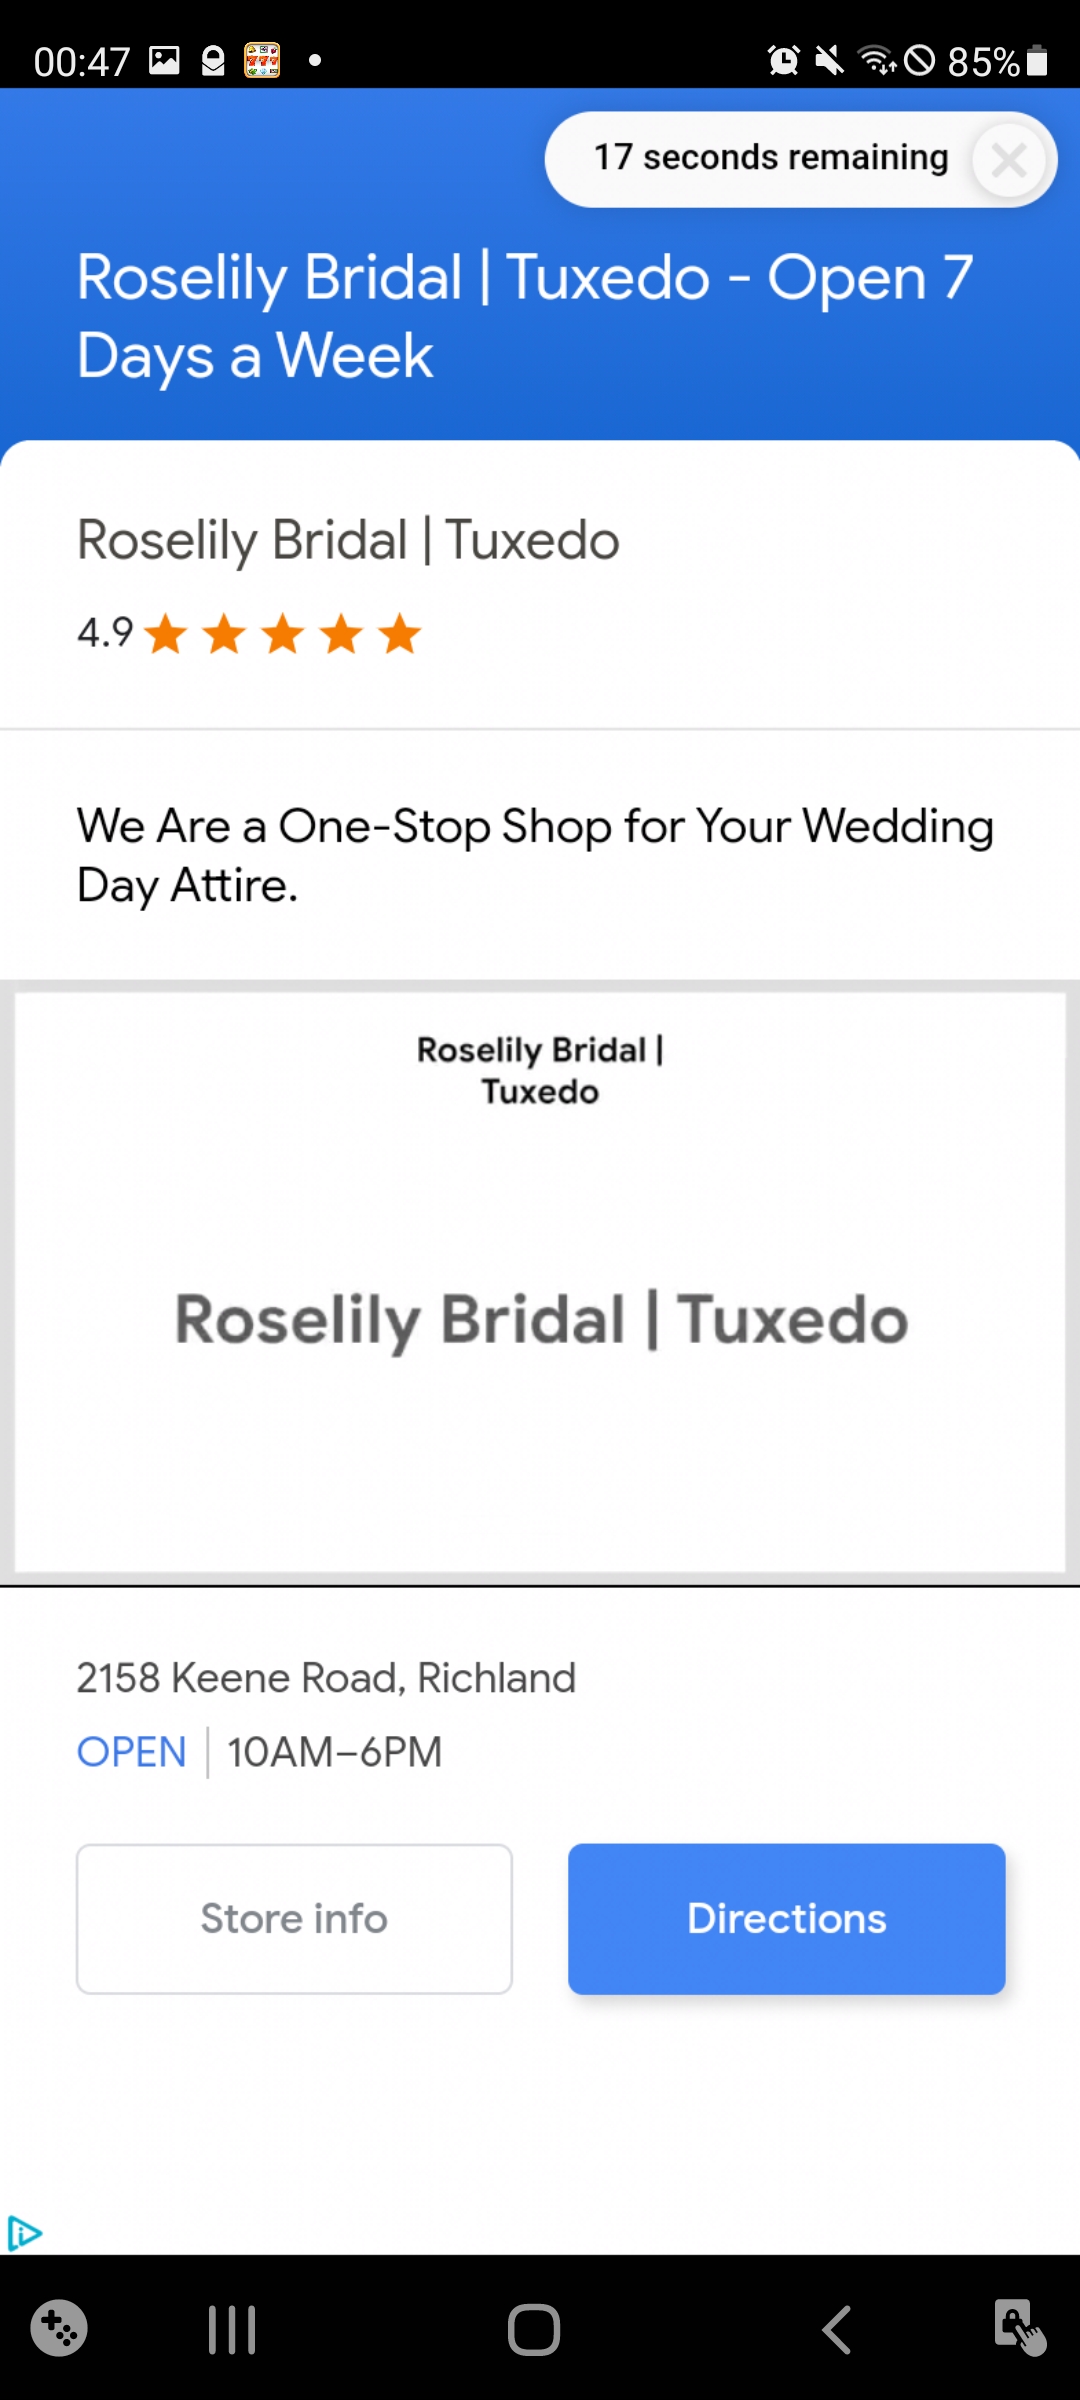 00:47
85%
17 seconds remaining
Roselily Bridal | Tuxedo - Open 7
Days a Week
Roselily Bridal | Tuxedo
4.9
We Are a One-Stop Shop for Your Wedding
Day Attire.
Roselily Bridal |
Tuxedo
Roselily Bridal | Tuxedo
2158 Keene Road, Richland
OPEN | 10AM–6PM
Store info
Directions